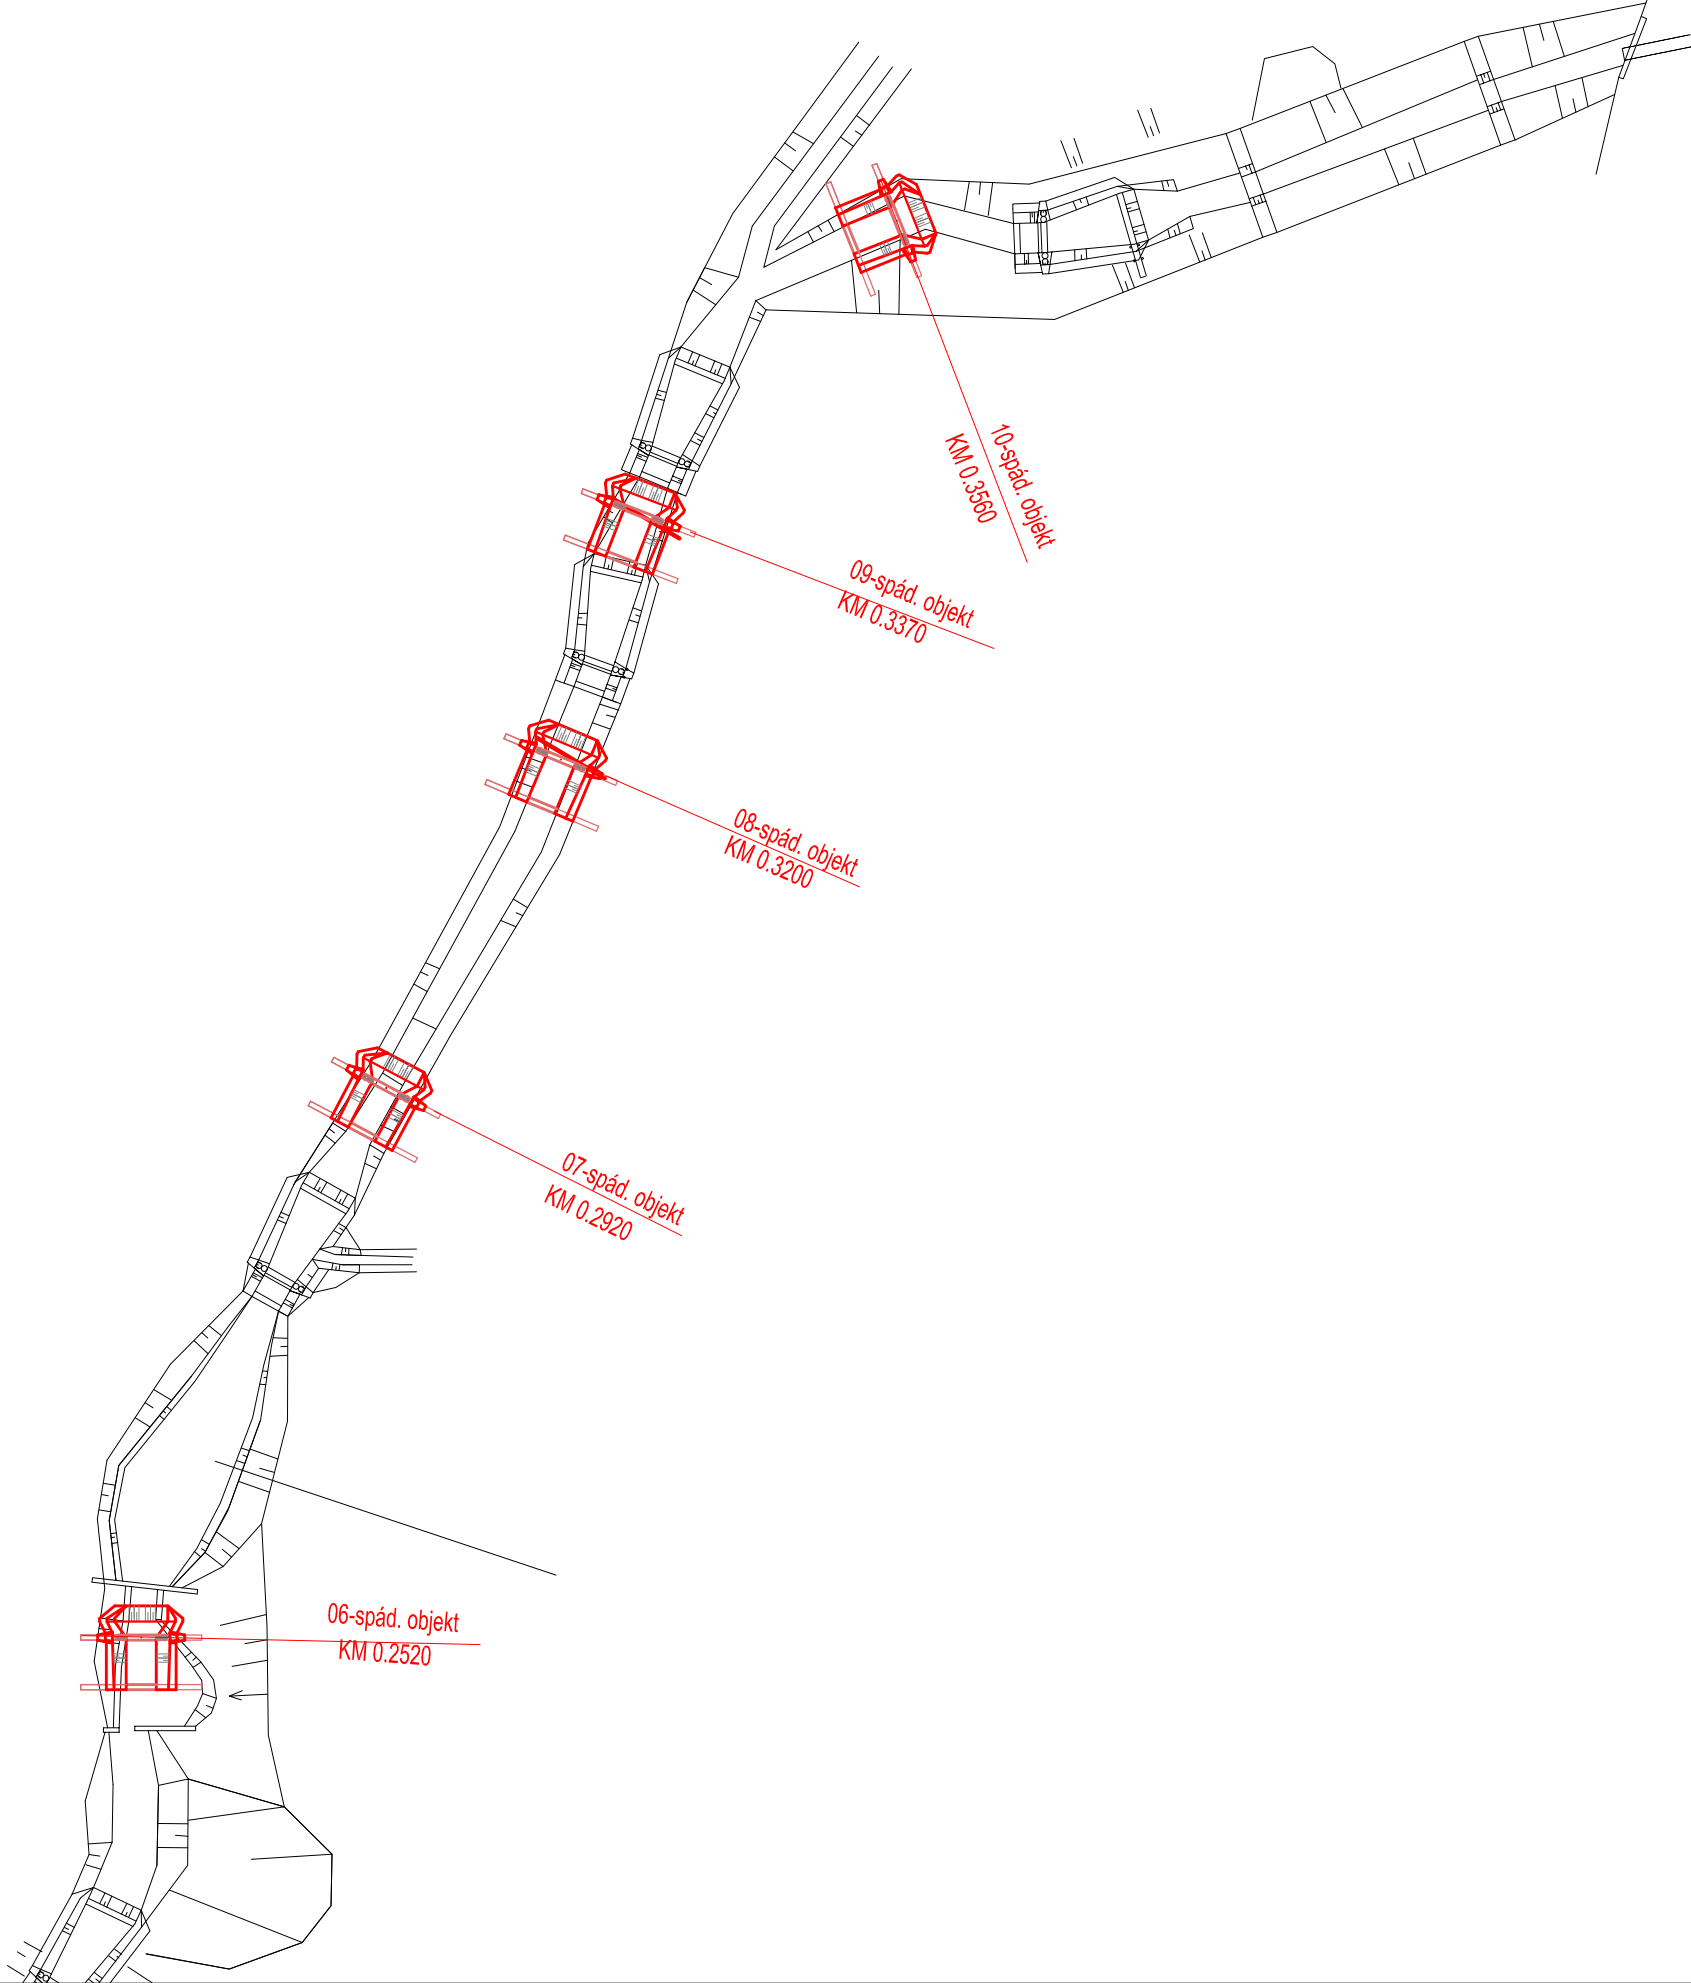 10-spád. objekt
KM 0.3560
09-spád. objekt
KM 0.3370
08-spád. objekt
KM 0.3200
07-spád. objekt
KM 0.2920
06-spád. objekt
KM 0.2520